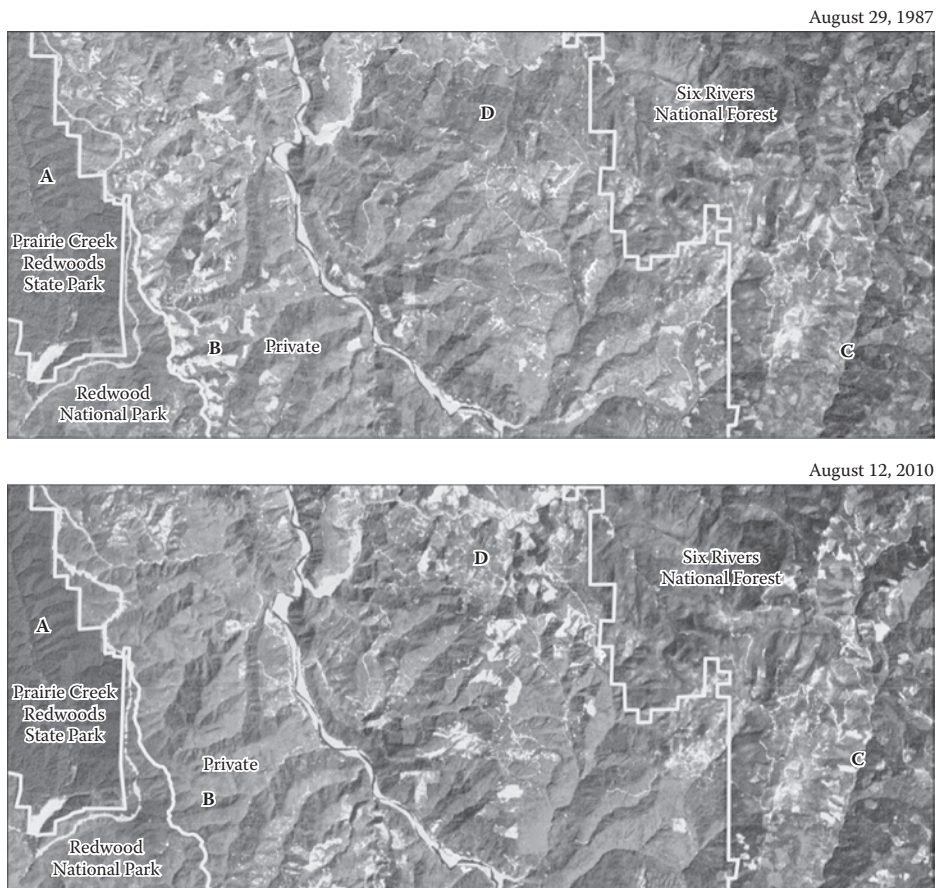 August 29, 1987
D
Six Rivers
National Forest
A
Prairie Creek
Redwoods
State Park
B
Private
C
Redwood
National Park
August 12, 2010
D
Six Rivers
National Forest
A
Prairie Creek
Redwoods
State Park
Private
C
B
Redwood
National Park